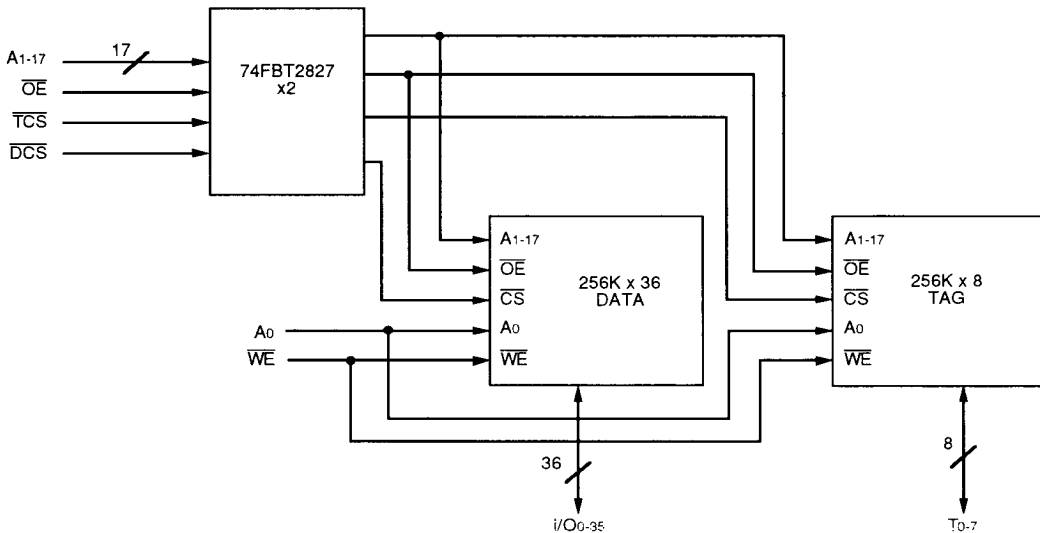 A1-17
17
OE
TCS
DCS
74FBT2827
x2
A1-17
OE
CS
A0
WE
256K x 36
DATA
A1-17
OE
CS
A0
WE
256K x 8
TAG
A0
WE
36
8
i/O0-35
T0-7